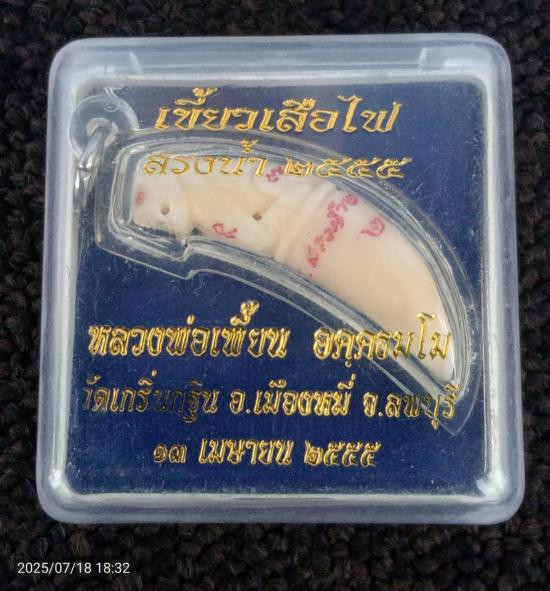 เขี้ยวเสือไฟ
สรงน้ำ ๒๕๕๕
หลวงพ่อเพี้ยน อคฺคธมฺโม
วัดเกริ่นกฐิน อ.เมืองหมี่ จ.ลพบุรี
๑๓ เมษายน ๒๕๕๕
2025/07/18 18:32